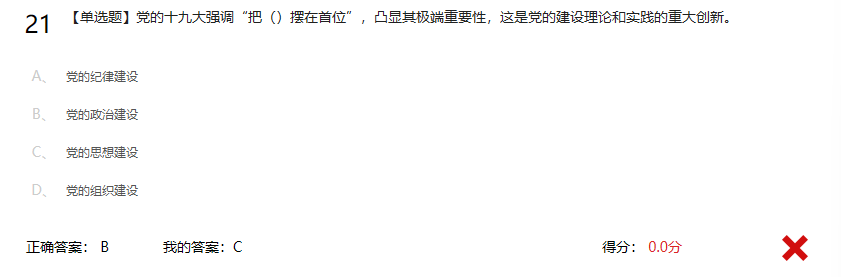 21 【单选题】党的十九大强调“把（）摆在首位”，凸显其极端重要性，这是党的建设理论和实践的重大创新。
A、 党的纪律建设
B、 党的政治建设
C、 党的思想建设
D、 党的组织建设
正确答案： B 我的答案：C 得分： 0.0分